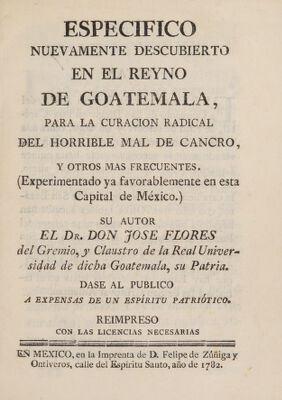 ESPECIFICO
NUEVAMENTE DESCUBIERTO
EN EL REYNO
DE GOATEMALA,
PARA LA CURACION RADICAL
DEL HORRIBLE MAL DE CANCRO,
Y OTROS MAS FRECUENTES.
(Experimentado ya favorablemente en esta
Capital de México.)
SU AUTOR
EL DR. DON JOSE FLORES
del Gremio, y Claustro de la Real Univer-
sidad de dicha Goatemala, su Patria.
DASE AL PUBLICO
A EXPENSAS DE UN ESPÍRITU PATRIÓTICO.
REIMPRESO
CON LAS LICENCIAS NECESARIAS
EN MEXICO, en la Imprenta de D. Felipe de Zúñiga y
Ontiveros, calle del Espíritu Santo, año de 1782.